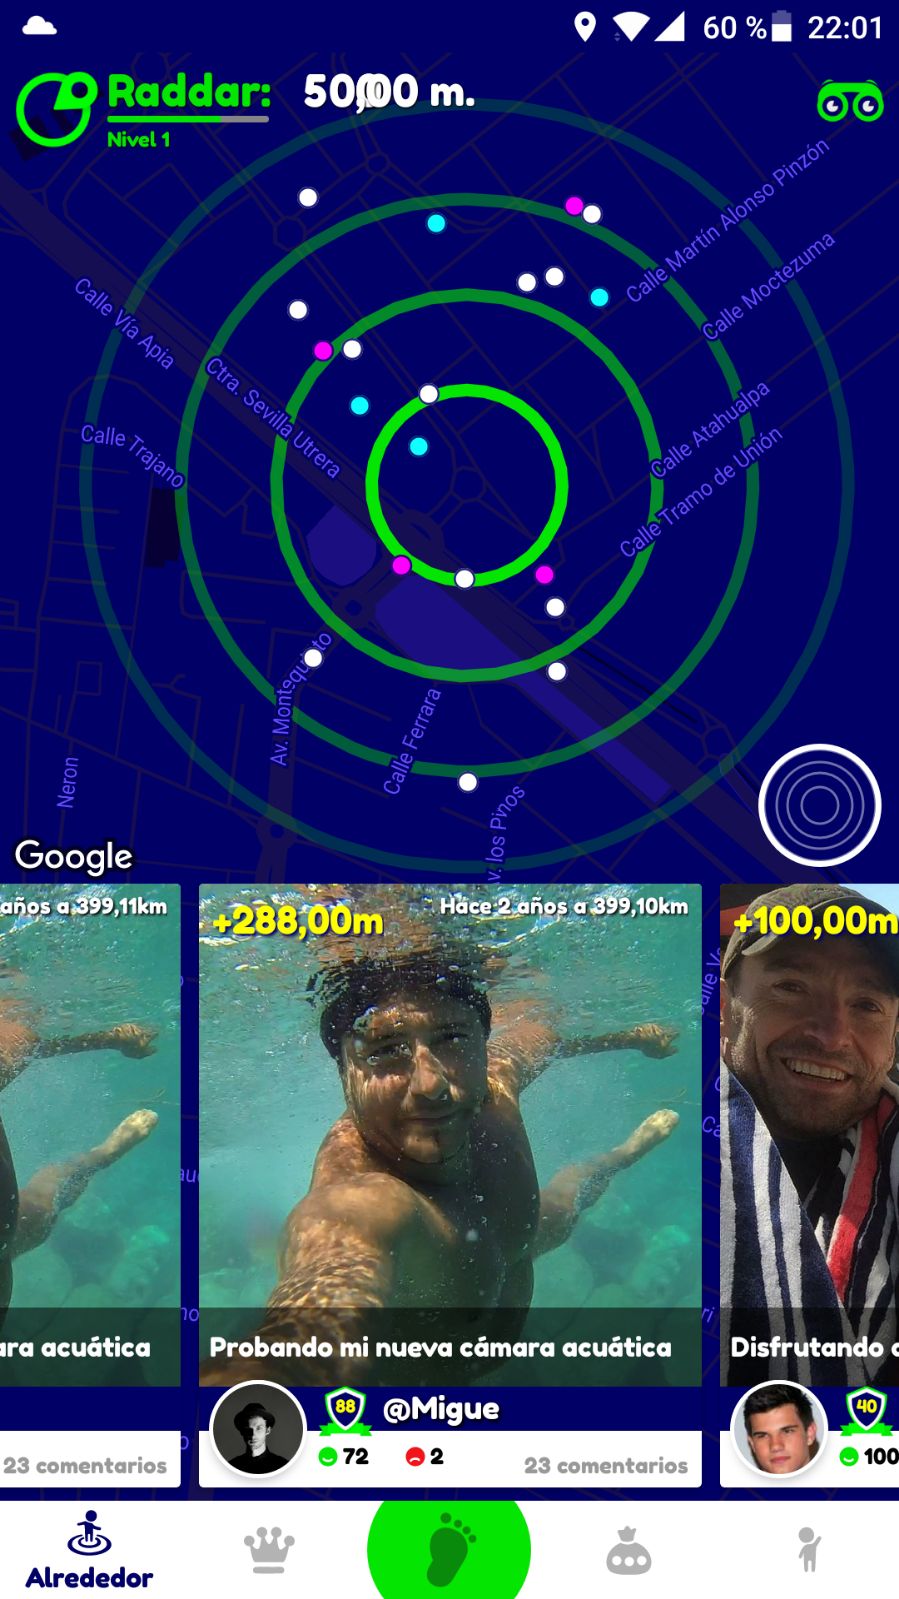 60 % 22:01
Raddar: 50,00 m.
Nivel 1
Calle Martín Alonso Pinzón
Calle Moctezuma
Calle Vía Apia
Ctra. Sevilla Utrera
Calle Atahualpa
Calle Trajano
Calle Tramo de Unión
Av. Montequinto
Calle Ferrara
Neron
v. los Pinos
Google
años a 399,11km
+288,00m
Hace 2 años a 399,10km
+100,00m
ara acuática
Probando mi nueva cámara acuática
Disfrutando
88
@Migue
40
72
2
100
23 comentarios
23 comentarios
Alrededor